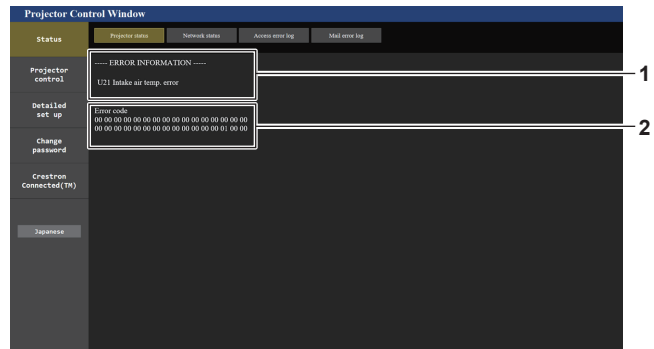 Projector Control Window
Status
Projector status Network status Access error log Mail error log
----- ERROR INFORMATION -----
U21 Intake air temp. error
1
Error code
00 00 00 00 00 00 00 00 00 00 00 00 00 00 00 00
00 00 00 00 00 00 00 00 00 00 00 00 00 01 00 00
2
Projector
control
Detailed
set up
Change
password
Crestron
Connected(TM)
Japanese